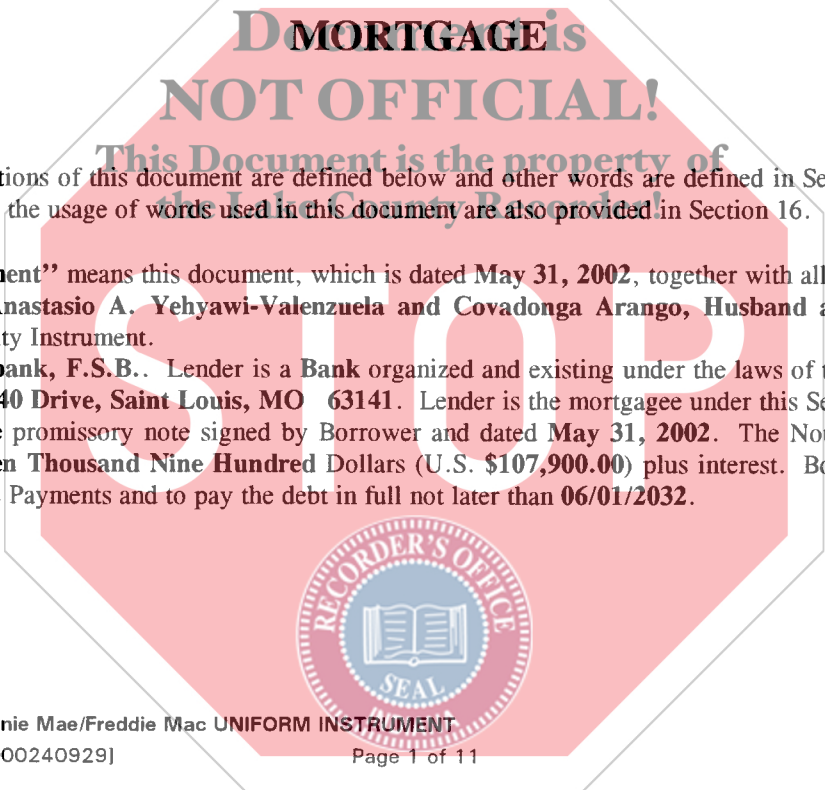 Document is
MORTGAGE
NOT OFFICIAL!
This Document is the property of
tions of this document are defined below and other words are defined in Se
the Lake County Recorder!
the usage of words used in this document are also provided in Section 16.
ent” means this document, which is dated May 31, 2002, together with all
nastasio A. Yehyawi-Valenzuela and Covadonga Arango, Husband a
ty Instrument.
bank, F.S.B.. Lender is a Bank organized and existing under the laws of t
40 Drive, Saint Louis, MO 63141. Lender is the mortgagee under this Se
promissory note signed by Borrower and dated May 31, 2002. The No
en Thousand Nine Hundred Dollars (U.S. $107,900.00) plus interest. Bo
Payments and to pay the debt in full not later than 06/01/2032.
STOP
RECORDER'S OFFICE
SEAL
INDIANA
nie Mae/Freddie Mac UNIFORM INSTRUMENT
00240929] Page 1 of 11